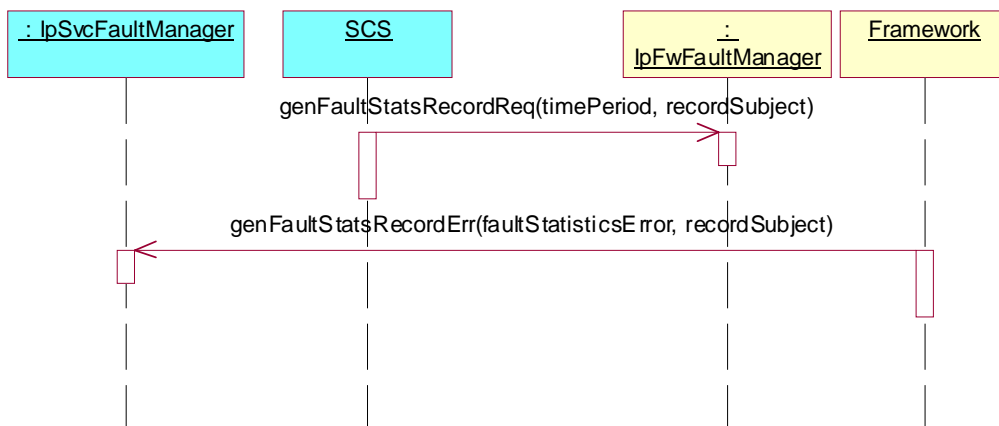 : IpSvcFaultManager
SCS
:
IpFwFaultManager
Framework
genFaultStatsRecordReq(timePeriod, recordSubject)
genFaultStatsRecordErr(faultStatisticsError, recordSubject)